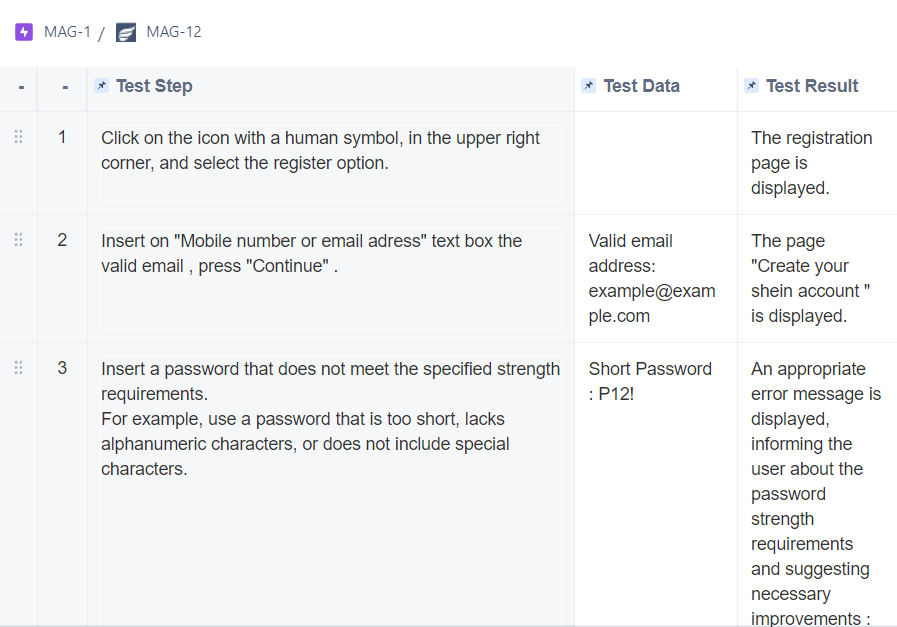 MAG-1 / MAG-12
- - Test Step Test Data Test Result
1 Click on the icon with a human symbol, in the upper right
corner, and select the register option.
The registration
page is
displayed.
2 Insert on "Mobile number or email adress" text box the
valid email , press "Continue" .
Valid email
address:
example@exam
ple.com
The page
"Create your
shein account "
is displayed.
3 Insert a password that does not meet the specified strength
requirements.
For example, use a password that is too short, lacks
alphanumeric characters, or does not include special
characters.
Short Password
: P12!
An appropriate
error message is
displayed,
informing the
user about the
password
strength
requirements
and suggesting
necessary
improvements :